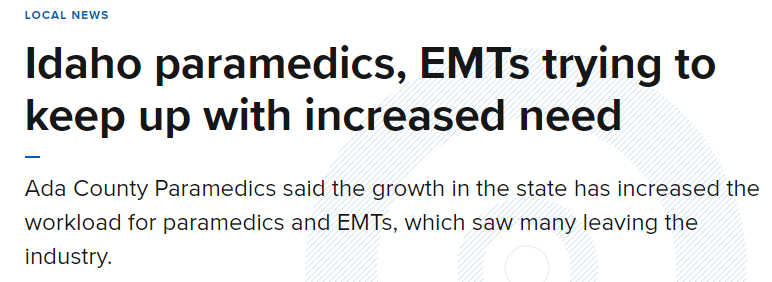 LOCAL NEWS
Idaho paramedics, EMTs trying to
keep up with increased need
Ada County Paramedics said the growth in the state has increased the
workload for paramedics and EMTs, which saw many leaving the
industry.